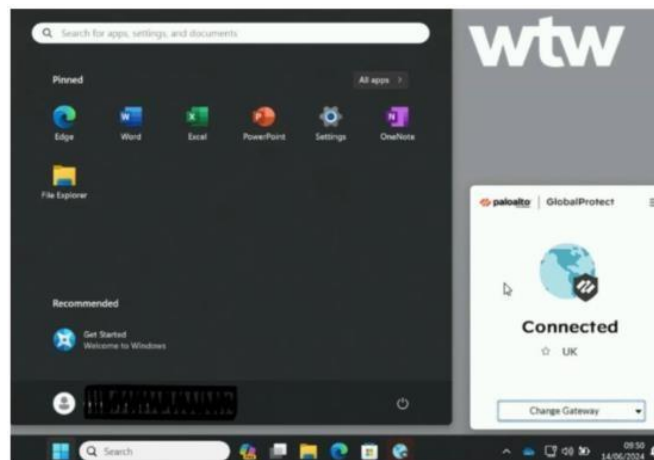 Search for apps, settings, and documents
wtw
Pinned
All apps >
Edge
Word
Excel
PowerPoint
Settings
OneNote
File Explorer
paloalto | GlobalProtect
Connected
UK
Recommended
Get Started
Welcome to Windows
Change Gateway
Search
09:50
14/06/2024